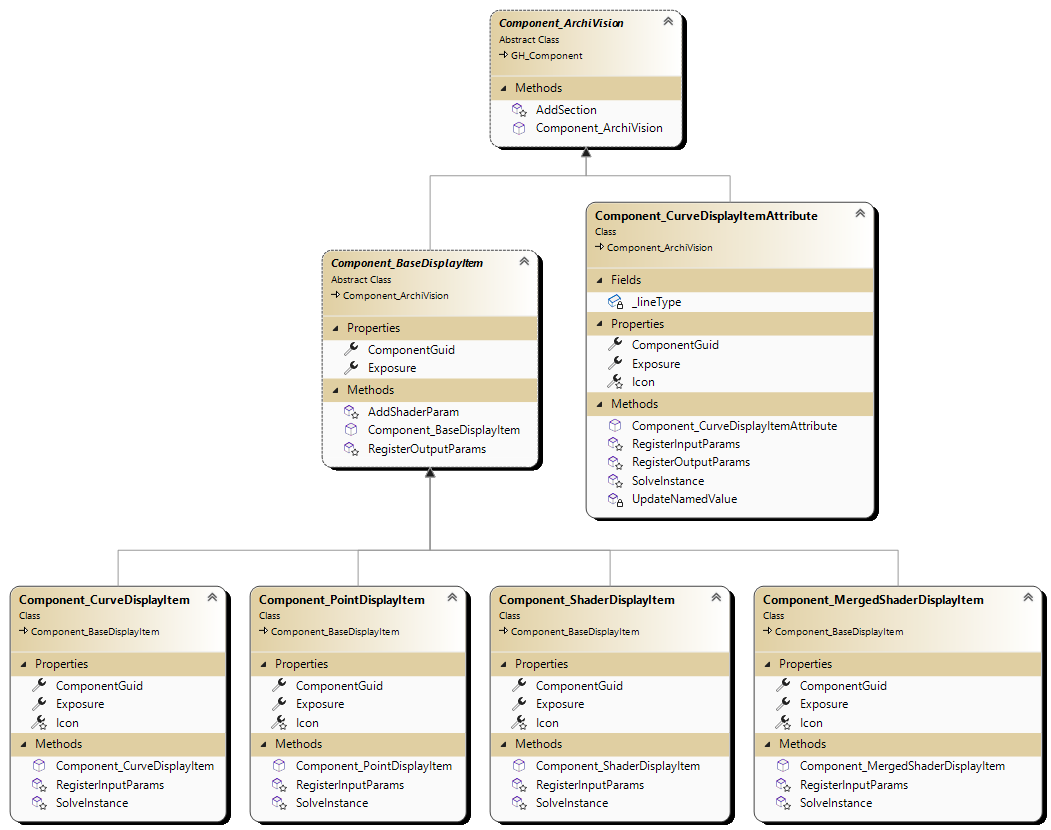 Component_ArchiVision
Abstract Class
GH_Component
Methods
AddSection
Component_ArchiVision
Component_BaseDisplayItem
Abstract Class
Component_ArchiVision
Properties
ComponentGuid
Exposure
Methods
AddShaderParam
Component_BaseDisplayItem
RegisterOutputParams
Component_CurveDisplayItemAttribute
Class
Component_ArchiVision
Fields
_lineType
Properties
ComponentGuid
Exposure
Icon
Methods
Component_CurveDisplayItemAttribute
RegisterInputParams
RegisterOutputParams
SolveInstance
UpdateNamedValue
Component_CurveDisplayItem
Class
Component_BaseDisplayItem
Properties
ComponentGuid
Exposure
Icon
Methods
Component_CurveDisplayItem
RegisterInputParams
SolveInstance
Component_PointDisplayItem
Class
Component_BaseDisplayItem
Properties
ComponentGuid
Exposure
Icon
Methods
Component_PointDisplayItem
RegisterInputParams
SolveInstance
Component_ShaderDisplayItem
Class
Component_BaseDisplayItem
Properties
ComponentGuid
Exposure
Icon
Methods
Component_ShaderDisplayItem
RegisterInputParams
SolveInstance
Component_MergedShaderDisplayItem
Class
Component_BaseDisplayItem
Properties
ComponentGuid
Exposure
Icon
Methods
Component_MergedShaderDisplayItem
RegisterInputParams
SolveInstance